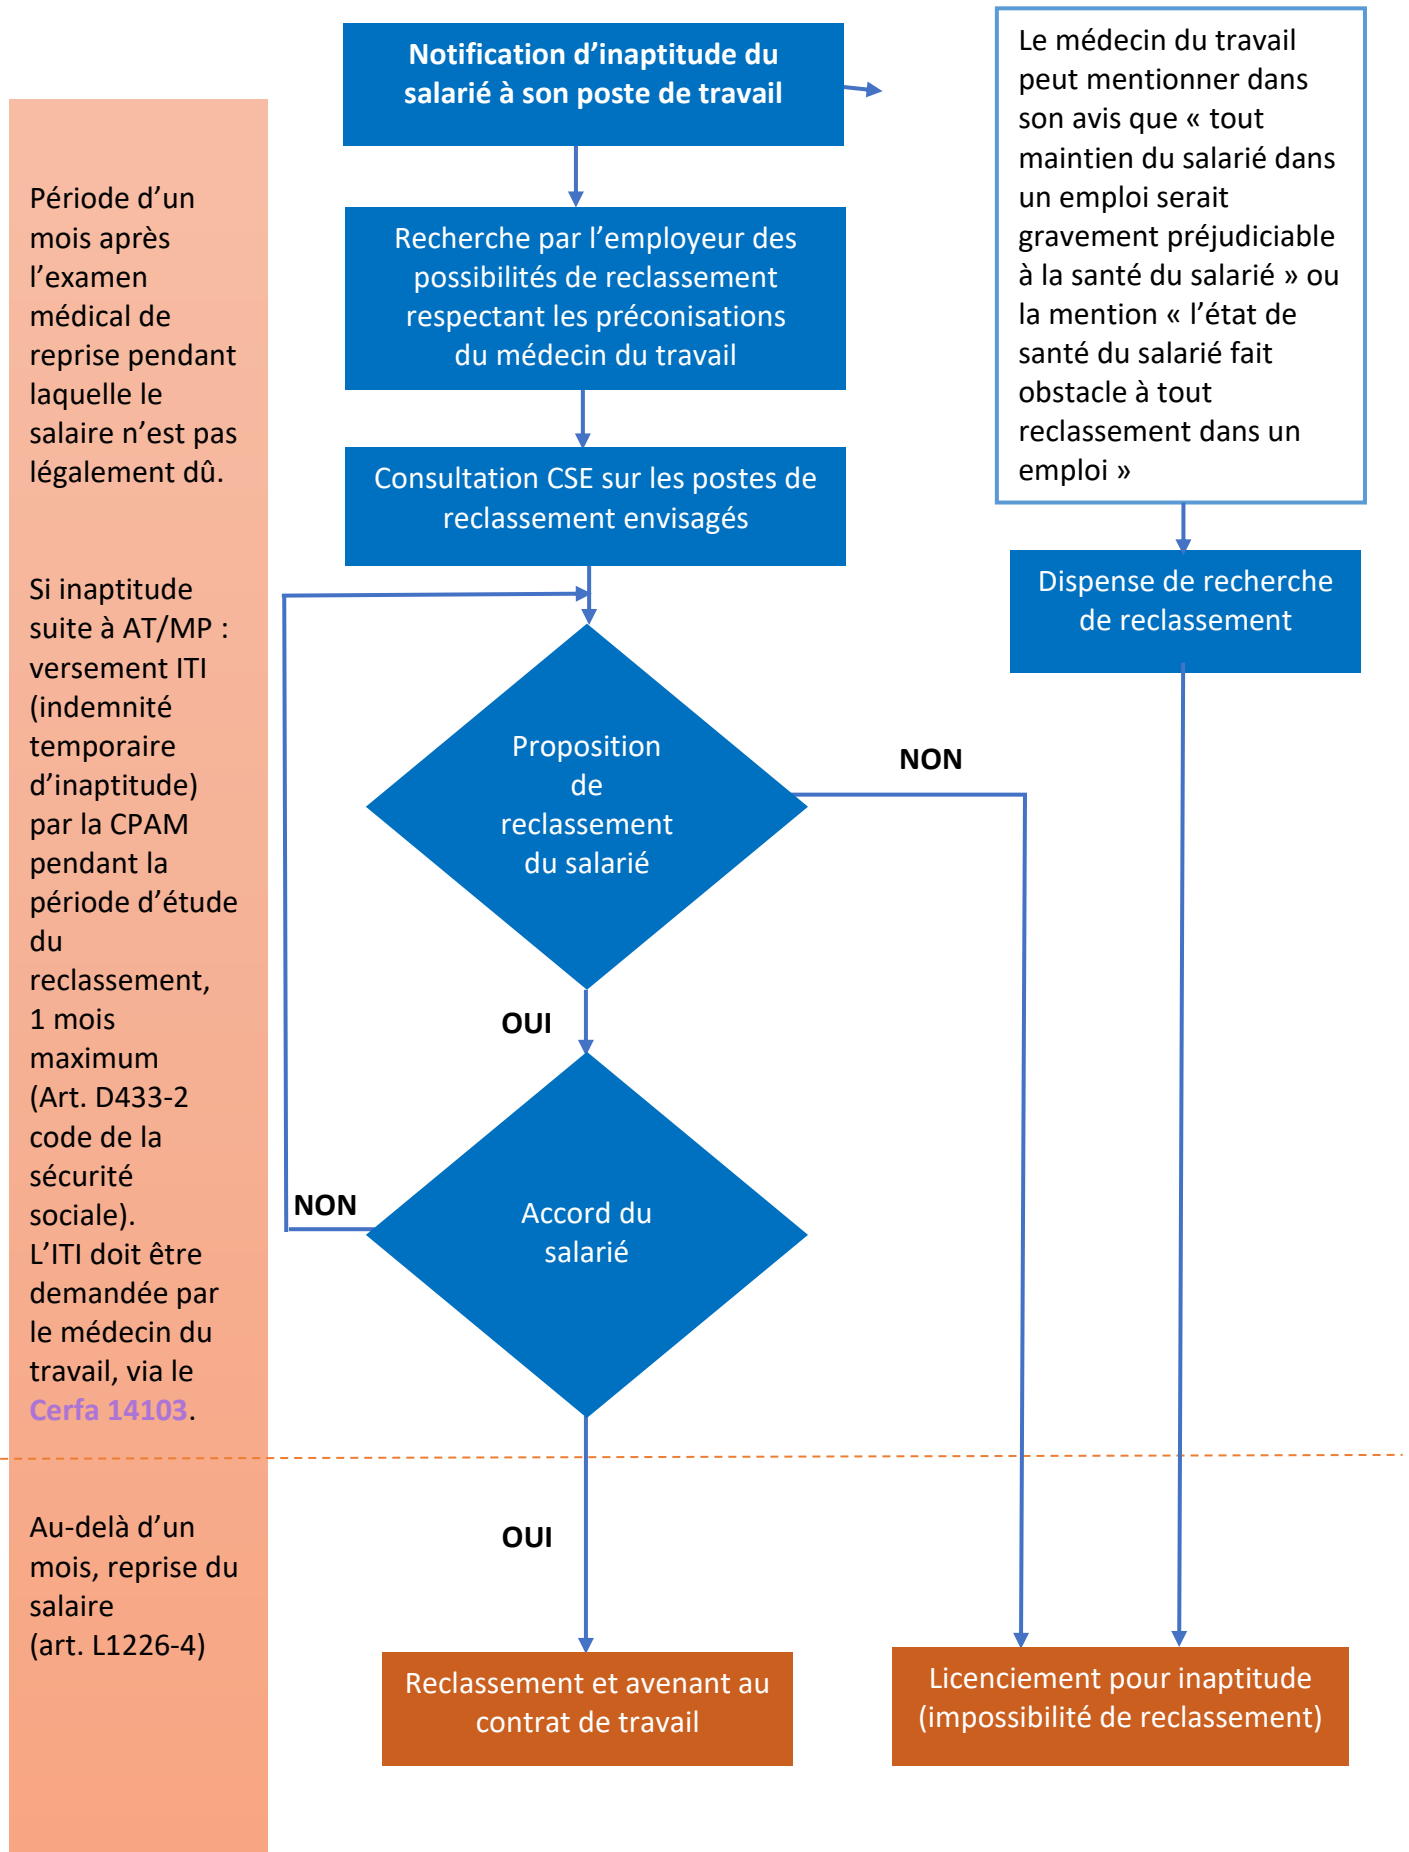 Notification d’inaptitude du
salarié à son poste de travail
Le médecin du travail
peut mentionner dans
son avis que « tout
maintien du salarié dans
un emploi serait
gravement préjudiciable
à la santé du salarié » ou
la mention « l’état de
santé du salarié fait
obstacle à tout
reclassement dans un
emploi »
Période d’un
mois après
l’examen
médical de
reprise pendant
laquelle le
salaire n’est pas
légalement dû.
Recherche par l’employeur des
possibilités de reclassement
respectant les préconisations
du médecin du travail
Consultation CSE sur les postes de
reclassement envisagés
Dispense de recherche
de reclassement
Si inaptitude
suite à AT/MP :
versement ITI
(indemnité
temporaire
d’inaptitude)
par la CPAM
pendant la
période d’étude
du
reclassement,
1 mois
maximum
(Art. D433-2
code de la
sécurité
sociale).
L’ITI doit être
demandée par
le médecin du
travail, via le
Cerfa 14103.
Proposition
de
reclassement
du salarié
NON
OUI
Accord du
salarié
NON
OUI
Au-delà d’un
mois, reprise du
salaire
(art. L1226-4)
Reclassement et avenant au
contrat de travail
Licenciement pour inaptitude
(impossibilité de reclassement)